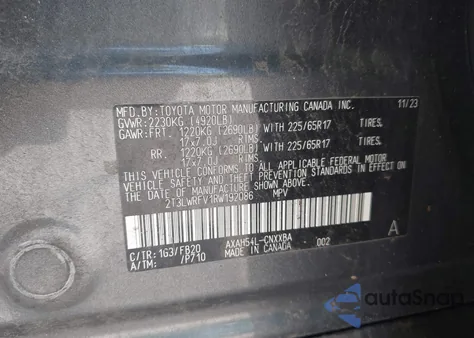 MFD.BY: TOYOTA MOTOR MANUFACTURING CANADA INC. 11/23
GVWR: 2230KG (4920LB)
GAWR: FRT. 1220KG (2690LB) WITH 225/65R17 TIRES,
17x7.0J RIMS
RR. 1220KG (2690LB) WITH 225/65R17 TIRES,
17x7.0J RIMS
THIS VEHICLE CONFORMS TO ALL APPLICABLE FEDERAL MOTOR
VEHICLE SAFETY AND THEFT PREVENTION STANDARDS IN EFFECT ON
THE DATE OF MANUFACTURE SHOWN ABOVE.
2T3LWRFV1RW192086 MPV
C/TR: 1G3/FB20 AXAH54L-CNXXBA A
A/TM: /P710 MADE IN CANADA 002
autoSnap